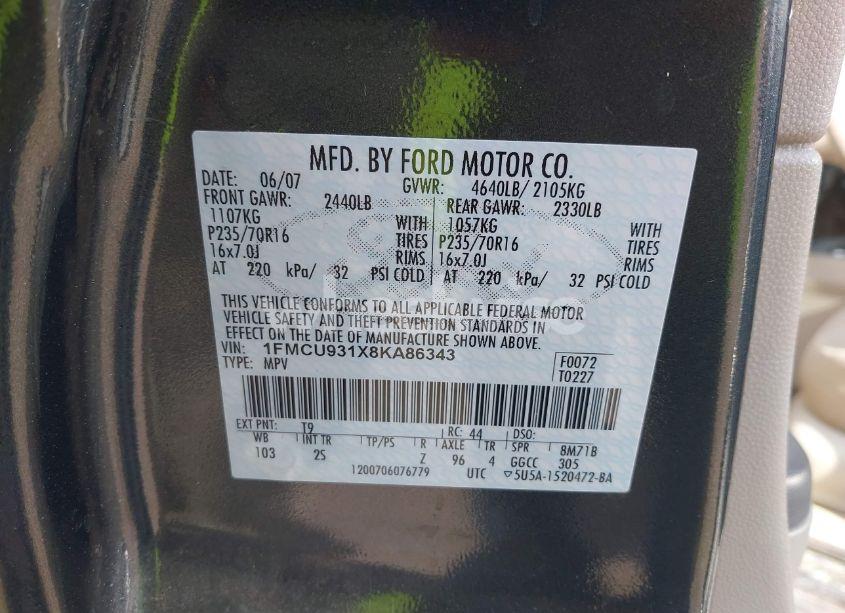 MFD. BY FORD MOTOR CO.
DATE: 06/07 GVWR: 4640LB/ 2105KG
FRONT GAWR: 2440LB REAR GAWR: 2330LB
1107KG WITH 1057KG WITH
P235/70R16 TIRES P235/70R16 TIRES
16x7.0J RIMS 16x7.0J RIMS
AT 220 kPa/ 32 PSI COLD AT 220 kPa/ 32 PSI COLD
THIS VEHICLE CONFORMS TO ALL APPLICABLE FEDERAL MOTOR
VEHICLE SAFETY AND THEFT PREVENTION STANDARDS IN
EFFECT ON THE DATE OF MANUFACTURE SHOWN ABOVE.
VIN: 1FMCU931X8KA86343 F0072
TYPE: MPV T0227
EXT PNT: T9 RC: 44 DSO:
WB INT TR TP/PS R AXLE TR SPR 8M71B
103 2S Z 96 4 GGCC 305
1200706076779 UTC ▽5U5A-1520472-BA